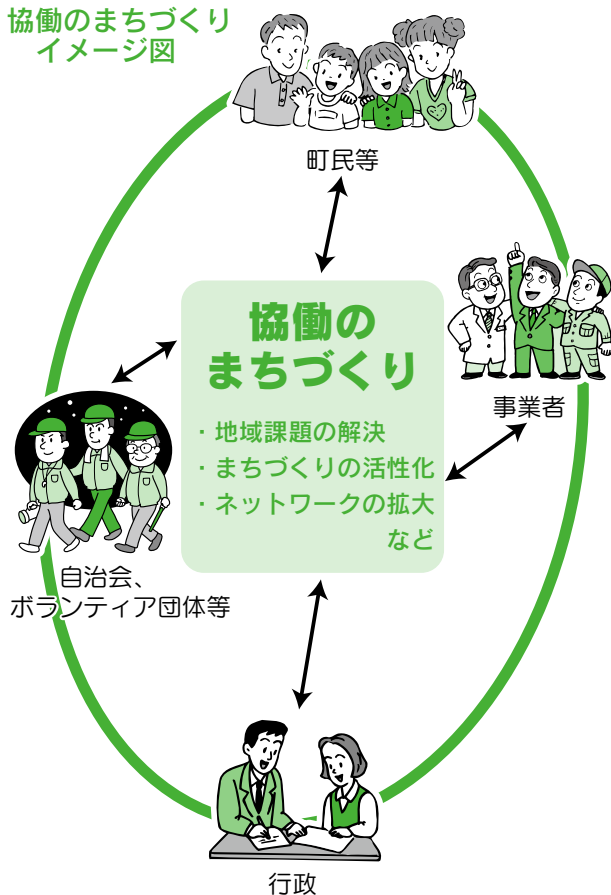 協働のまちづくり
イメージ図
町民等
協働の
まちづくり
・地域課題の解決
・まちづくりの活性化
・ネットワークの拡大
など
事業者
自治会、
ボランティア団体等
行政